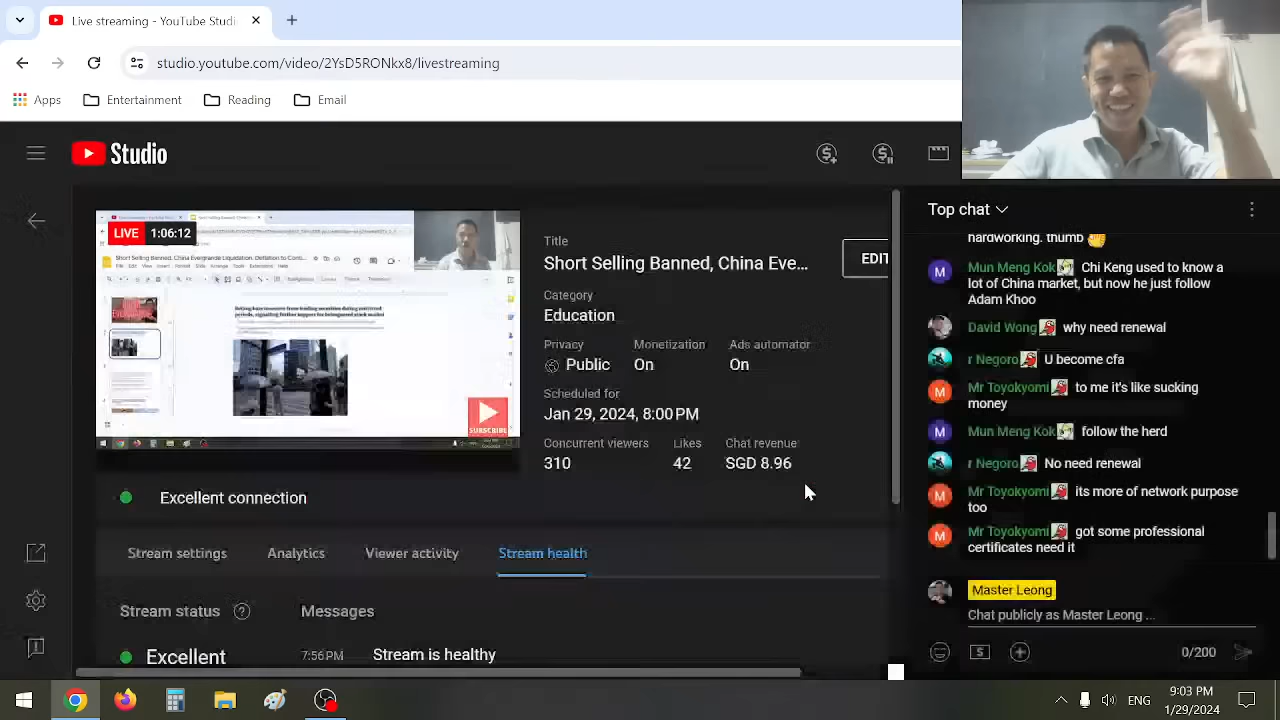 Live streaming - YouTube Studi
studio.youtube.com/video/2YsD5RONkx8/livestreaming
Apps
Entertainment
Reading
Email
Studio
LIVE 1:06:12
SUBSCRIBE
Title
Short Selling Banned, China Eve...
EDIT
Category
Education
Privacy
Monetization
Ads automator
Public
On
On
Scheduled for
Jan 29, 2024, 8:00 PM
Concurrent viewers
Likes
Chat revenue
310
42
SGD 8.96
Excellent connection
Stream settings
Analytics
Viewer activity
Stream health
Stream status
Messages
Excellent
7:56 PM
Stream is healthy
Top chat
hardworking. thumb
Mun Meng Kok Chi Keng used to know a
lot of China market, but now he just follow
Adam Khoo
David Wong why need renewal
r Negoro U become cfa
Mr Toyokyomi to me it's like sucking
money
Mun Meng Kok follow the herd
r Negoro No need renewal
Mr Toyokyomi its more of network purpose
too
Mr Toyokyomi got some professional
certificates need it
Master Leong
Chat publicly as Master Leong ...
0/200
ENG
9:03 PM
1/29/2024